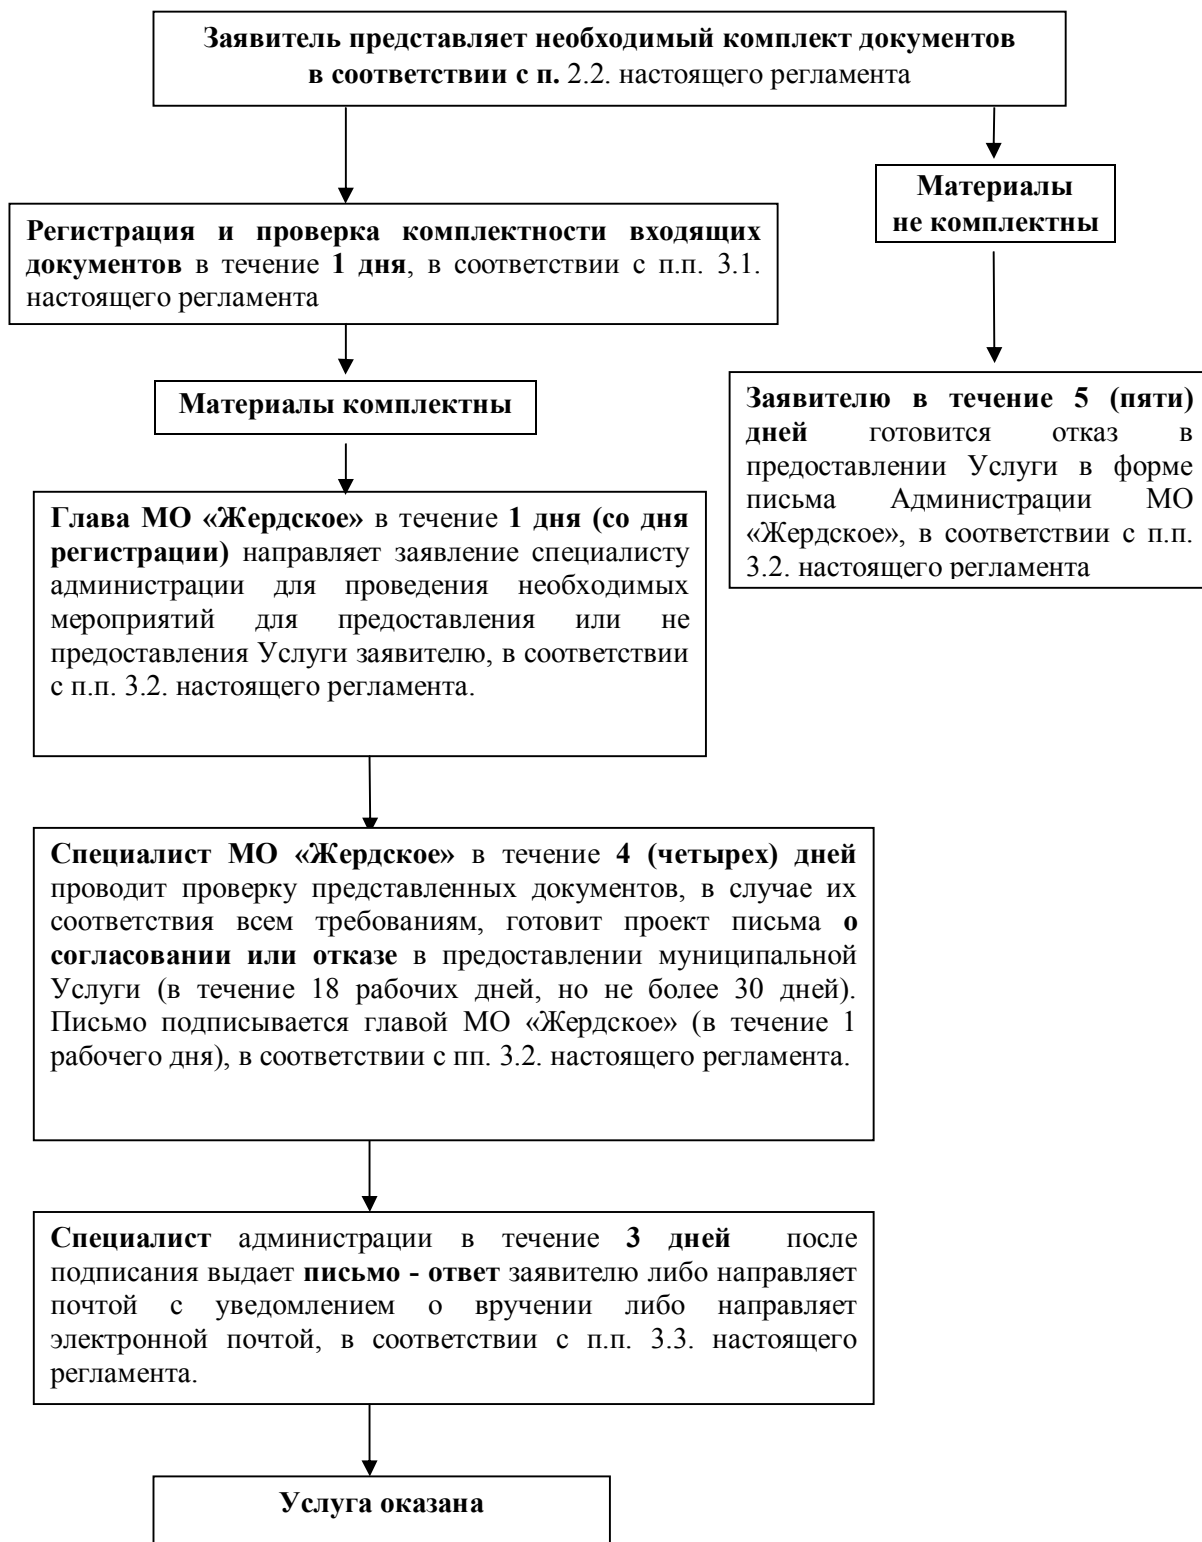 Заявитель представляет необходимый комплект документов
в соответствии с п. 2.2. настоящего регламента
Материалы
не комплектны
Регистрация и проверка комплектности входящих
документов в течение 1 дня, в соответствии с п.п. 3.1.
настоящего регламента
Материалы комплектны
Заявителю в течение 5 (пяти)
дней готовится отказ в
предоставлении Услуги в форме
письма Администрации МО
«Жердское», в соответствии с п.п.
3.2. настоящего регламента
Глава МО «Жердское» в течение 1 дня (со дня
регистрации) направляет заявление специалисту
администрации для проведения необходимых
мероприятий для предоставления или не
предоставления Услуги заявителю, в соответствии
с п.п. 3.2. настоящего регламента.
Специалист МО «Жердское» в течение 4 (четырех) дней
проводит проверку представленных документов, в случае их
соответствия всем требованиям, готовит проект письма о
согласовании или отказе в предоставлении муниципальной
Услуги (в течение 18 рабочих дней, но не более 30 дней).
Письмо подписывается главой МО «Жердское» (в течение 1
рабочего дня), в соответствии с пп. 3.2. настоящего регламента.
Специалист администрации в течение 3 дней после
подписания выдает письмо - ответ заявителю либо направляет
почтой с уведомлением о вручении либо направляет
электронной почтой, в соответствии с п.п. 3.3. настоящего
регламента.
Услуга оказана